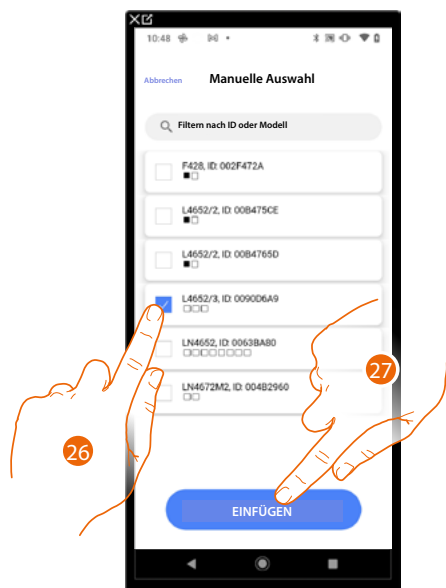 10:48
Abbrechen
Manuelle Auswahl
Filtern nach ID oder Modell
F428, ID: 002F472A
L4652/2, ID: 00B475CE
L4652/2, ID: 00B4765D
L4652/3, ID: 0090D6A9
LN4652, ID: 0063BA80
LN4672M2, ID: 004B2960
27
26
EINFÜGEN